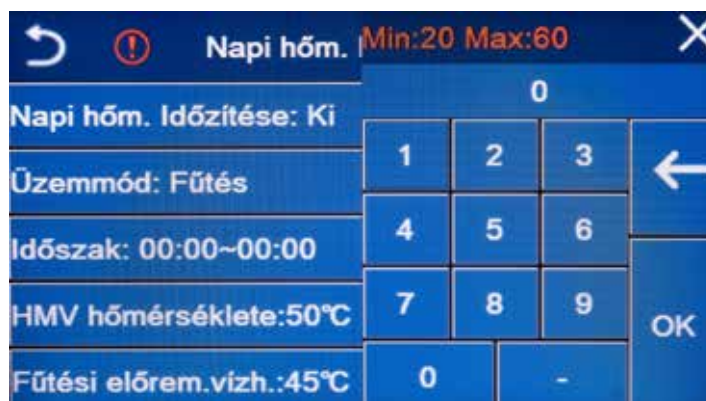 Napi hőm.
Min:20 Max:60
0
Napi hőm. Időzítése: Ki
Üzemmód: Fűtés
Időszak: 00:00~00:00
HMV hőmérséklete:50℃
Fűtési előrem.vízh.:45℃
1 2 3
4 5 6
7 8 9
0 -
OK